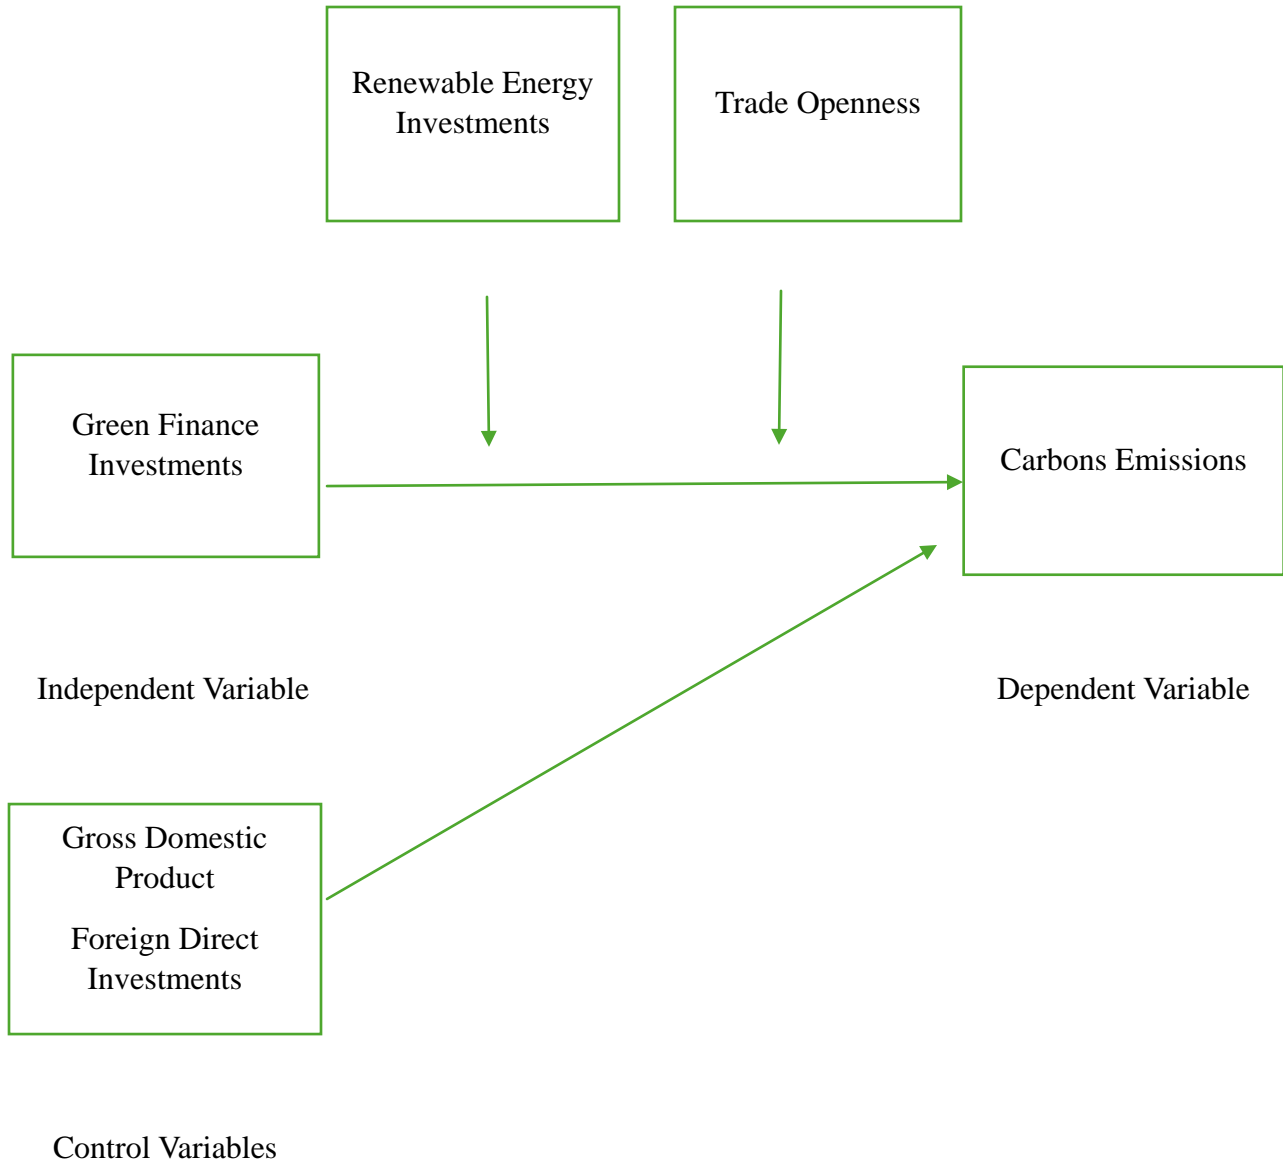 Renewable Energy
Investments
Trade Openness
Green Finance
Investments
Carbons Emissions
Independent Variable
Dependent Variable
Gross Domestic
Product
Foreign Direct
Investments
Control Variables